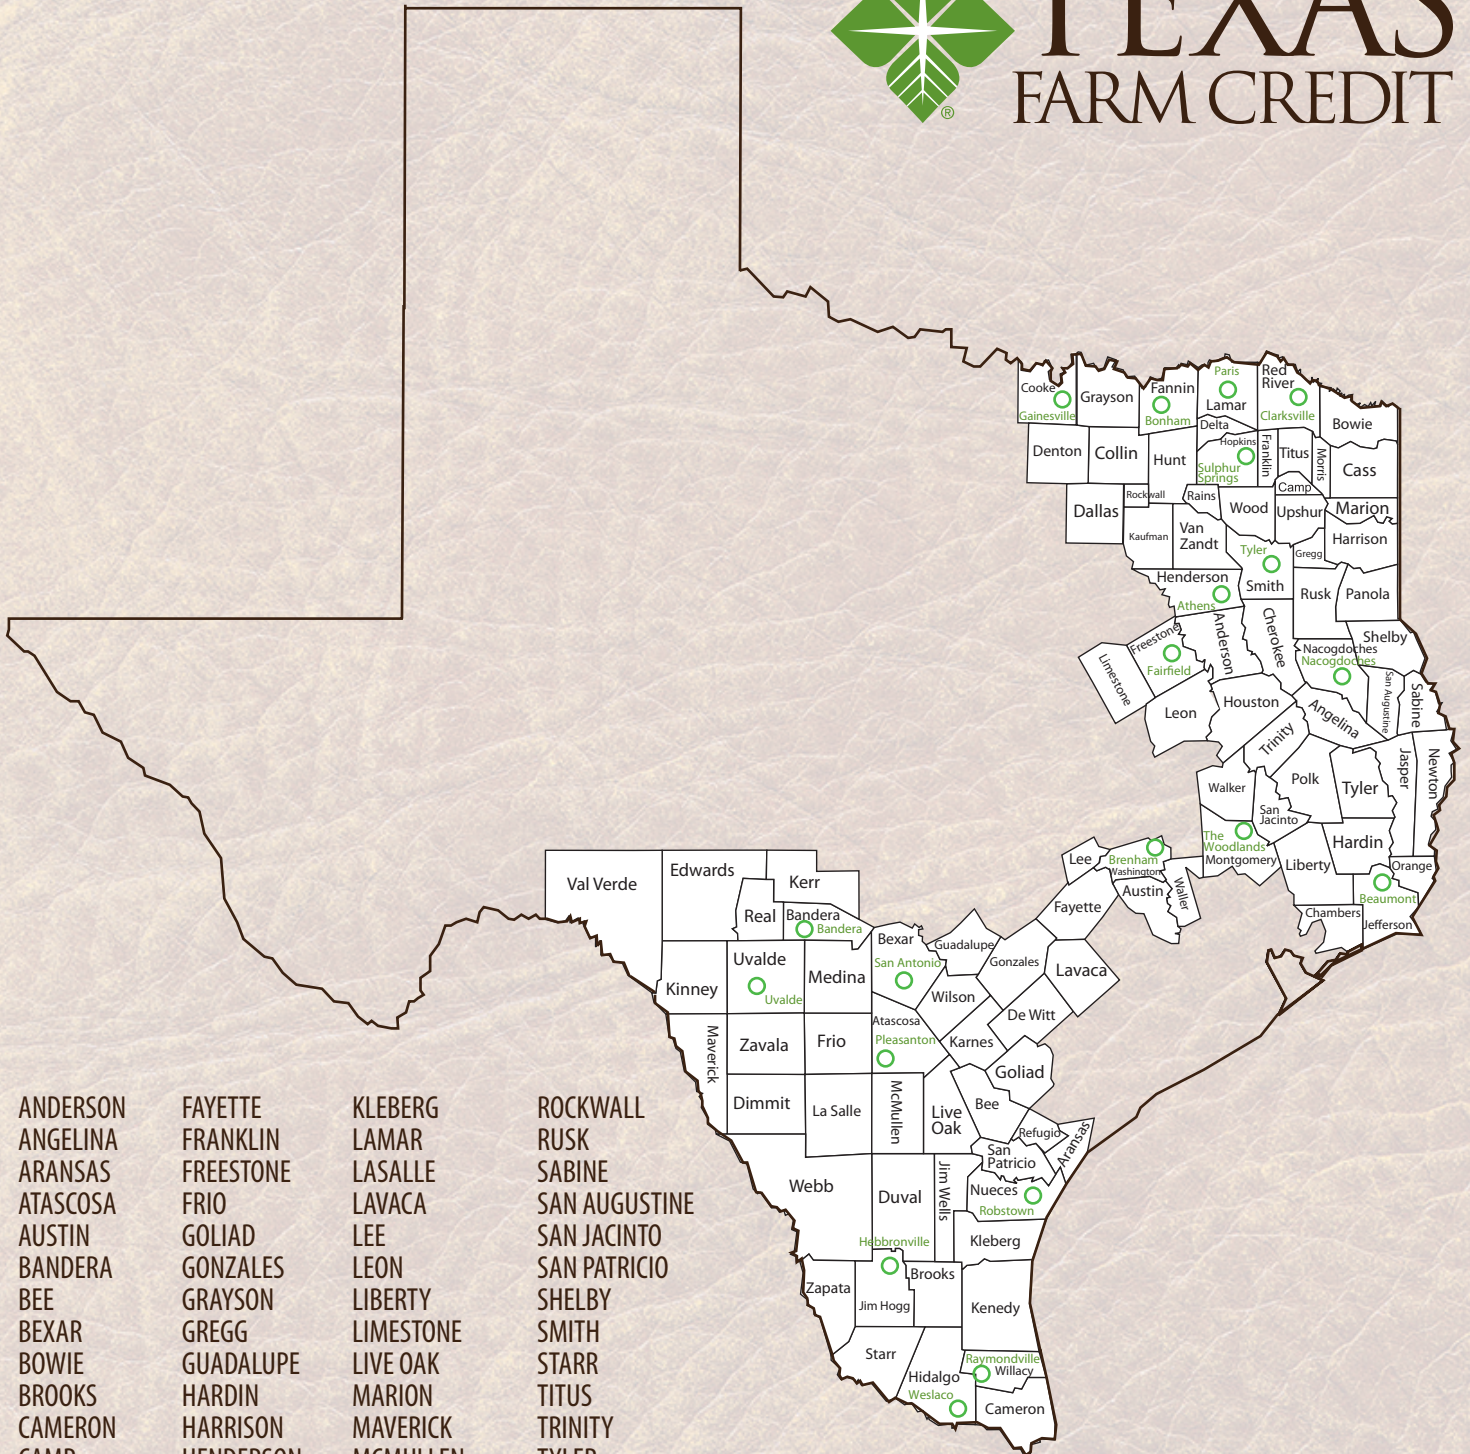 TEXAS
FARM CREDIT
®
Cooke
Gainesville
Grayson
Fannin
Bonham
Paris
Lamar
Red
River
Clarksville
Bowie
Denton
Collin
Hunt
Delta
Hopkins
Sulphur
Springs
Franklin
Titus
Morris
Cass
Camp
Dallas
Rockwall
Rains
Wood
Upshur
Marion
Kaufman
Van
Zandt
Tyler
Smith
Gregg
Harrison
Henderson
Athens
Rusk
Panola
Freestone
Fairfield
Anderson
Cherokee
Shelby
Nacogdoches
Nacogdoches
Limestone
Leon
Houston
Angelina
San Augustine
Sabine
Trinity
Walker
San
Jacinto
Polk
Tyler
Jasper
Newton
The
Woodlands
Montgomery
Liberty
Hardin
Orange
Beaumont
Chambers
Jefferson
Lee
Brenham
Washington
Austin
Waller
Fayette
Val Verde
Edwards
Kerr
Real
Bandera
Bandera
Bexar
San Antonio
Guadalupe
Gonzales
Lavaca
Kinney
Uvalde
Uvalde
Medina
Wilson
De Witt
Atascosa
Pleasanton
Karnes
Maverick
Zavala
Frio
Goliad
Dimmit
La Salle
McMullen
Live
Oak
Bee
Refugio
Aransas
San
Patricio
Webb
Duval
Jim Wells
Nueces
Robstown
Hebbronville
Kleberg
Zapata
Jim Hogg
Brooks
Kenedy
Starr
Hidalgo
Weslaco
Raymondville
Willacy
Cameron
ANDERSON
ANGELINA
ARANSAS
ATASCOSA
AUSTIN
BANDERA
BEE
BEXAR
BOWIE
BROOKS
CAMERON
CAMP
FAYETTE
FRANKLIN
FREESTONE
FRIO
GOLIAD
GONZALES
GRAYSON
GREGG
GUADALUPE
HARDIN
HARRISON
HENDERSON
KLEBERG
LAMAR
LASALLE
LAVACA
LEE
LEON
LIBERTY
LIMESTONE
LIVE OAK
MARION
MAVERICK
MCMULLEN
ROCKWALL
RUSK
SABINE
SAN AUGUSTINE
SAN JACINTO
SAN PATRICIO
SHELBY
SMITH
STARR
TITUS
TRINITY
TYLER